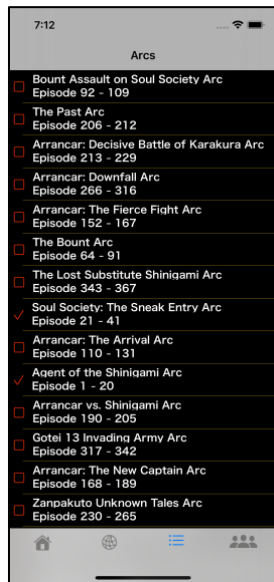 7:12
Arcs
Bount Assault on Soul Society Arc
Episode 92 - 109
The Past Arc
Episode 206 - 212
Arrancar: Decisive Battle of Karakura Arc
Episode 213 - 229
Arrancar: Downfall Arc
Episode 266 - 316
Arrancar: The Fierce Fight Arc
Episode 152 - 167
The Bount Arc
Episode 64 - 91
The Lost Substitute Shinigami Arc
Episode 343 - 367
Soul Society: The Sneak Entry Arc
Episode 21 - 41
Arrancar: The Arrival Arc
Episode 110 - 131
Agent of the Shinigami Arc
Episode 1 - 20
Arrancar vs. Shinigami Arc
Episode 190 - 205
Gotei 13 Invading Army Arc
Episode 317 - 342
Arrancar: The New Captain Arc
Episode 168 - 189
Zanpakuto Unknown Tales Arc
Episode 230 - 265